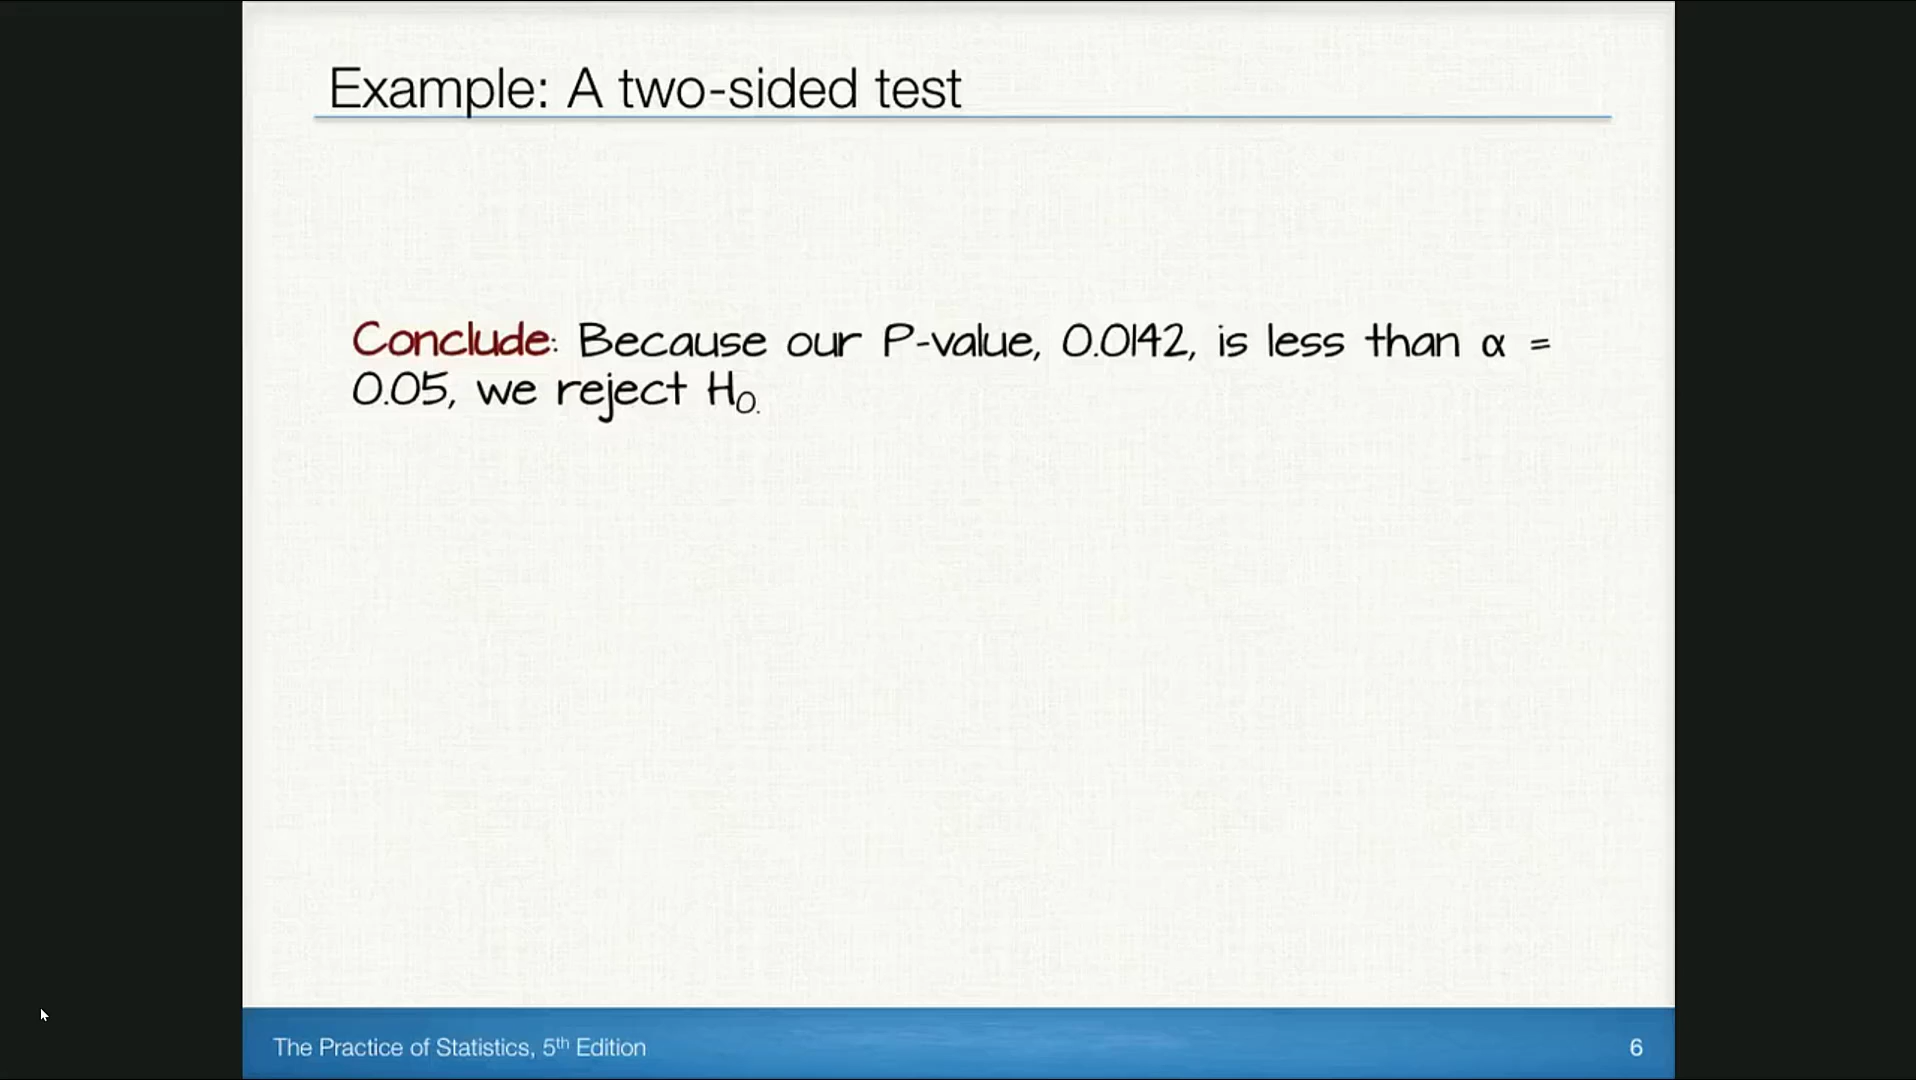 Example: A two-sided test
Conclude: Because our P-value, 0.0142, is less than α =
0.05, we reject H₀.
The Practice of Statistics, 5ᵗʰ Edition
6